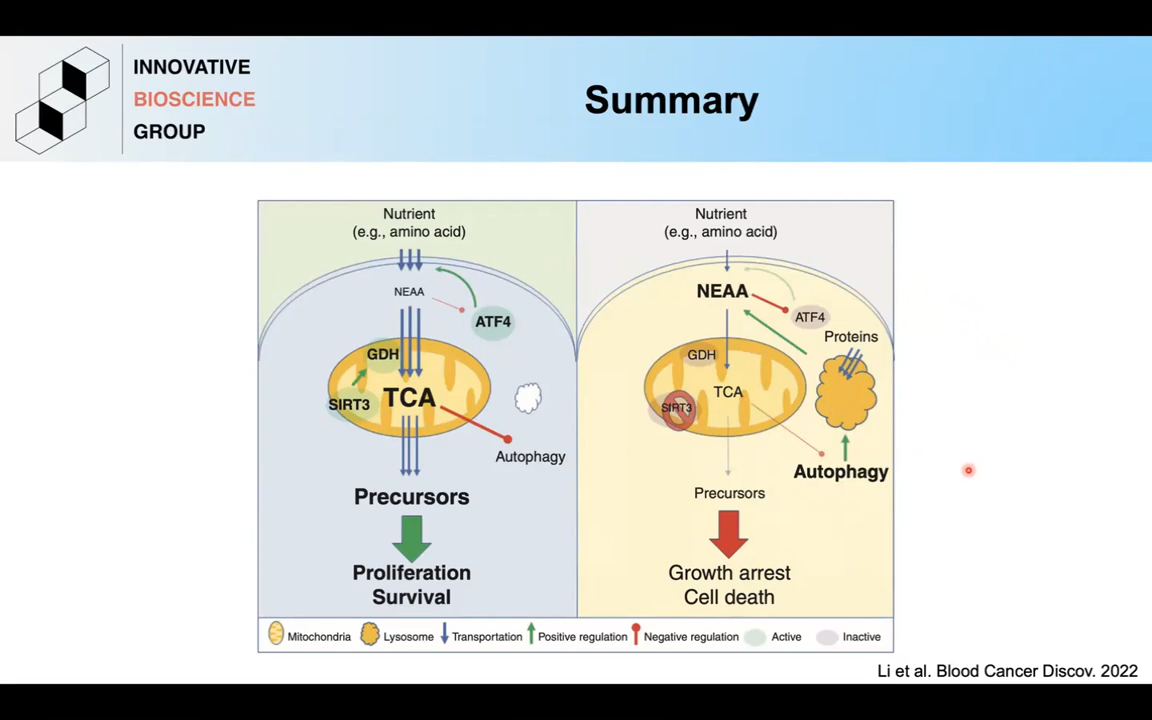 INNOVATIVE
BIOSCIENCE
GROUP
Summary
Nutrient
(e.g., amino acid)
NEAA
ATF4
GDH
SIRT3
TCA
Autophagy
Precursors
Proliferation
Survival
Nutrient
(e.g., amino acid)
NEAA
ATF4
Proteins
GDH
TCA
SIRT3
Autophagy
Precursors
Growth arrest
Cell death
Mitochondria
Lysosome
Transportation
Positive regulation
Negative regulation
Active
Inactive
Li et al. Blood Cancer Discov. 2022